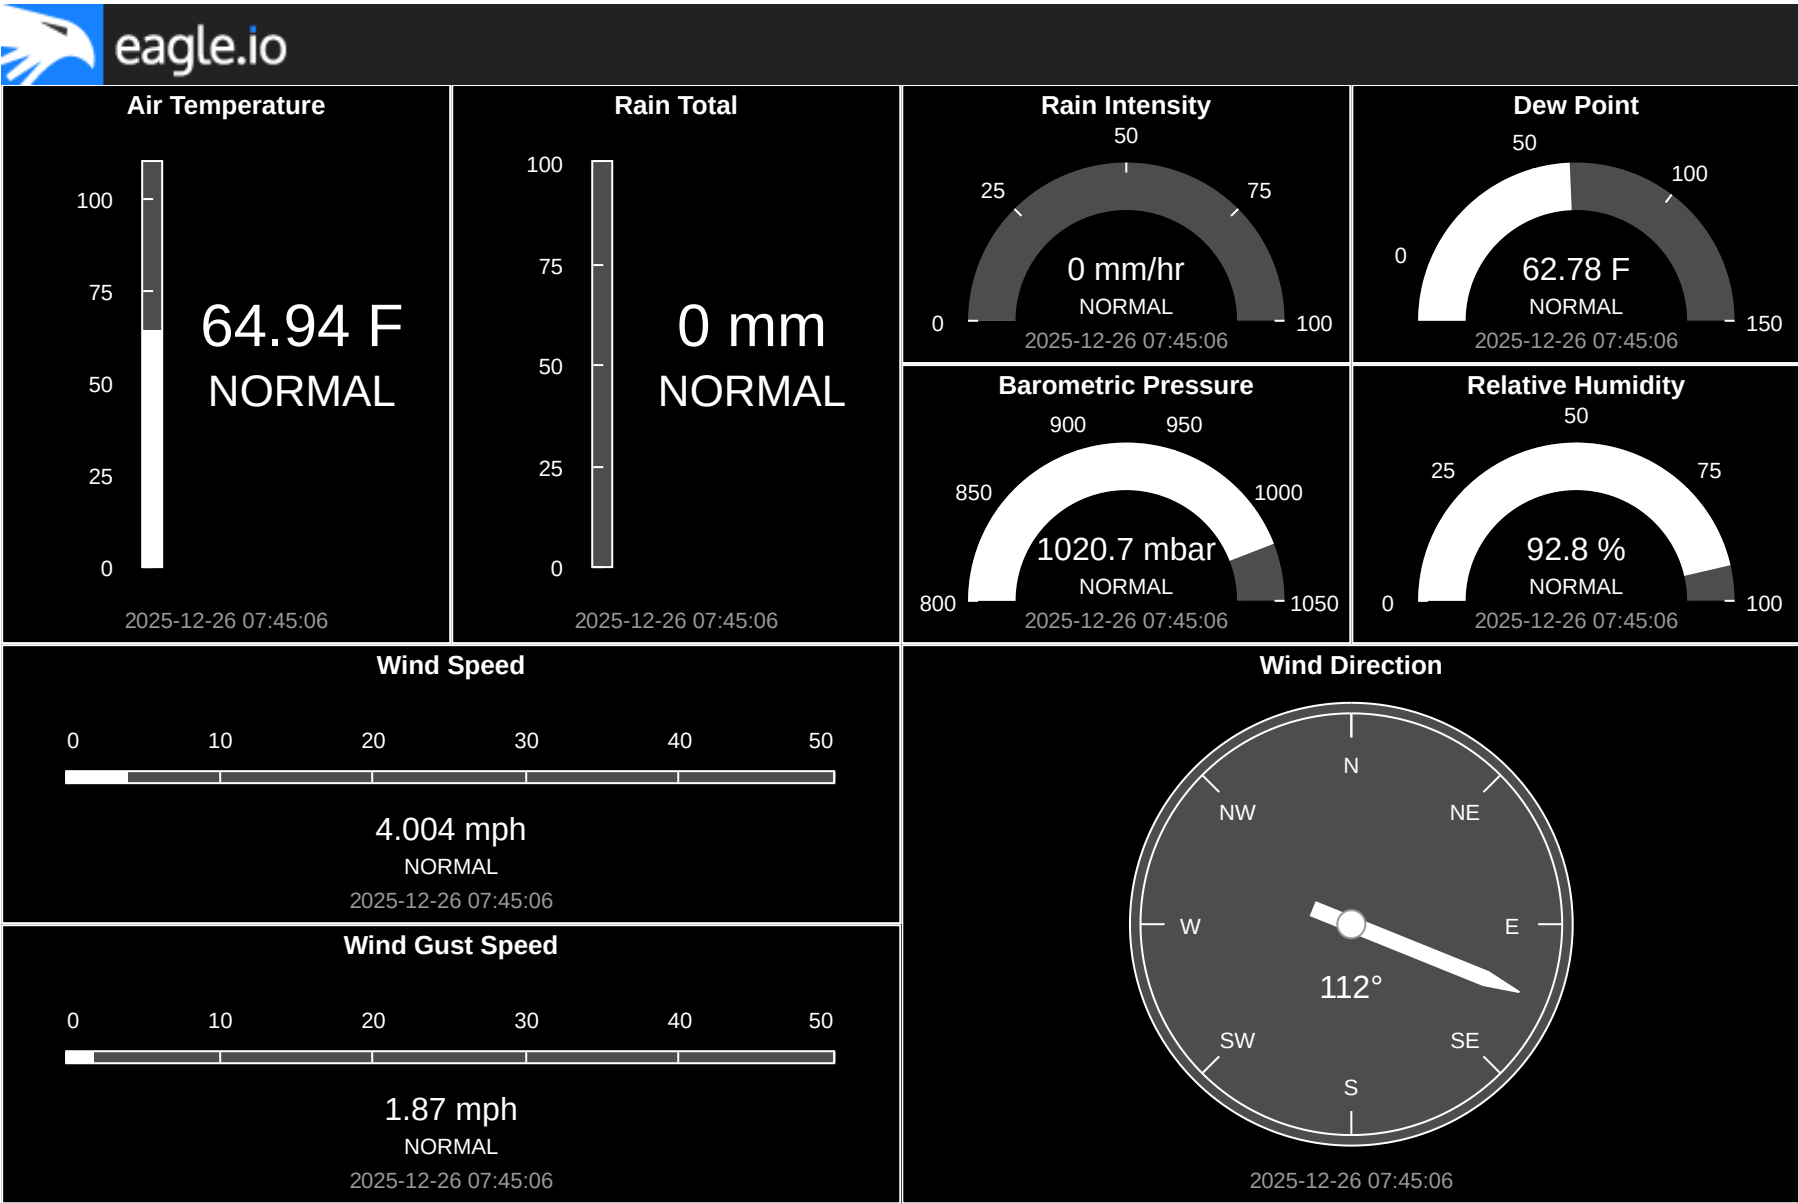 eagle.io
Air Temperature
100
75
50
25
0
64.94 F
NORMAL
2025-12-26 07:45:06
Rain Total
100
75
50
25
0
0 mm
NORMAL
2025-12-26 07:45:06
Rain Intensity
0
25
50
75
100
0 mm/hr
NORMAL
2025-12-26 07:45:06
Dew Point
0
50
100
150
62.78 F
NORMAL
2025-12-26 07:45:06
Barometric Pressure
800
850
900
950
1000
1050
1020.7 mbar
NORMAL
2025-12-26 07:45:06
Relative Humidity
0
25
50
75
100
92.8 %
NORMAL
2025-12-26 07:45:06
Wind Speed
0 10 20 30 40 50
4.004 mph
NORMAL
2025-12-26 07:45:06
Wind Gust Speed
0 10 20 30 40 50
1.87 mph
NORMAL
2025-12-26 07:45:06
Wind Direction
N
NW NE
W E
112°
SW SE
S
2025-12-26 07:45:06